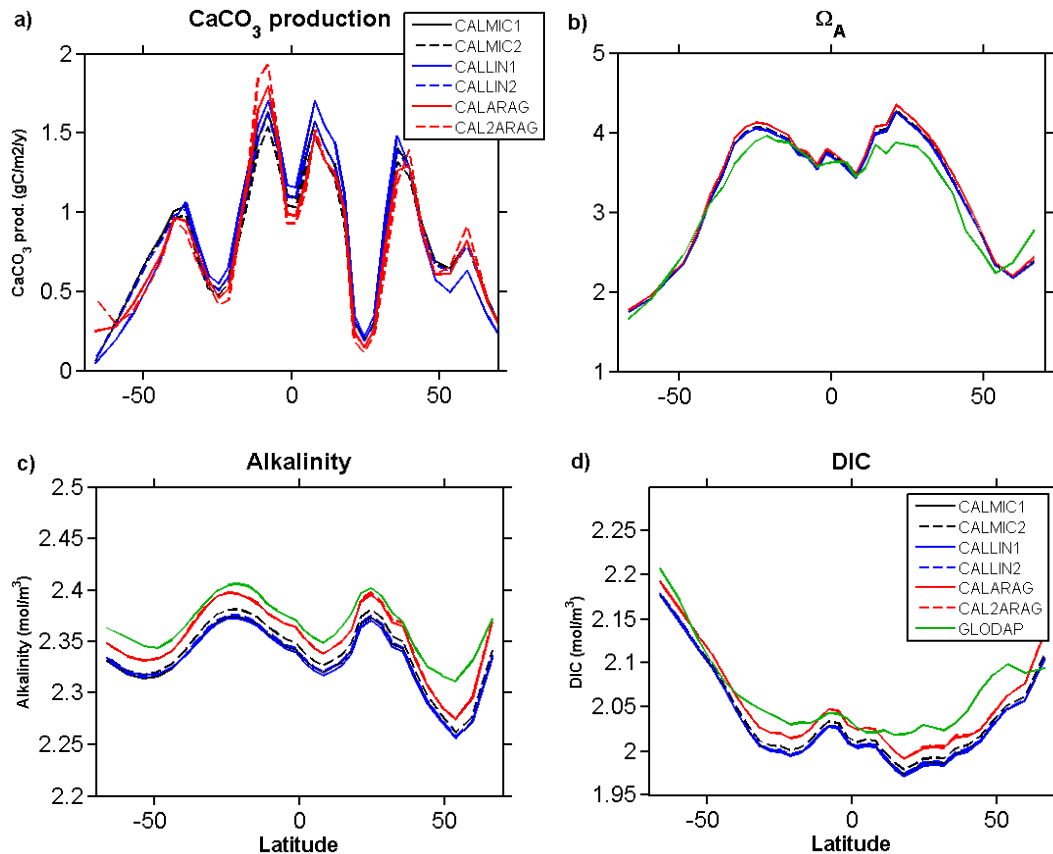 a)
CaCO3 production
CaCO3 prod. (gC/m2/y)
2
1.5
1
0.5
0
-50
0
50
CALMIC1
CALMIC2
CALLIN1
CALLIN2
CALARAG
CAL2ARAG
b)
ΩA
5
4
3
2
1
-50
0
50
c)
Alkalinity
Alkalinity (mol/m3)
2.5
2.45
2.4
2.35
2.3
2.25
2.2
-50
0
50
Latitude
d)
DIC
DIC (mol/m3)
2.25
2.2
2.15
2.1
2.05
2
1.95
-50
0
50
Latitude
CALMIC1
CALMIC2
CALLIN1
CALLIN2
CALARAG
CAL2ARAG
GLODAP